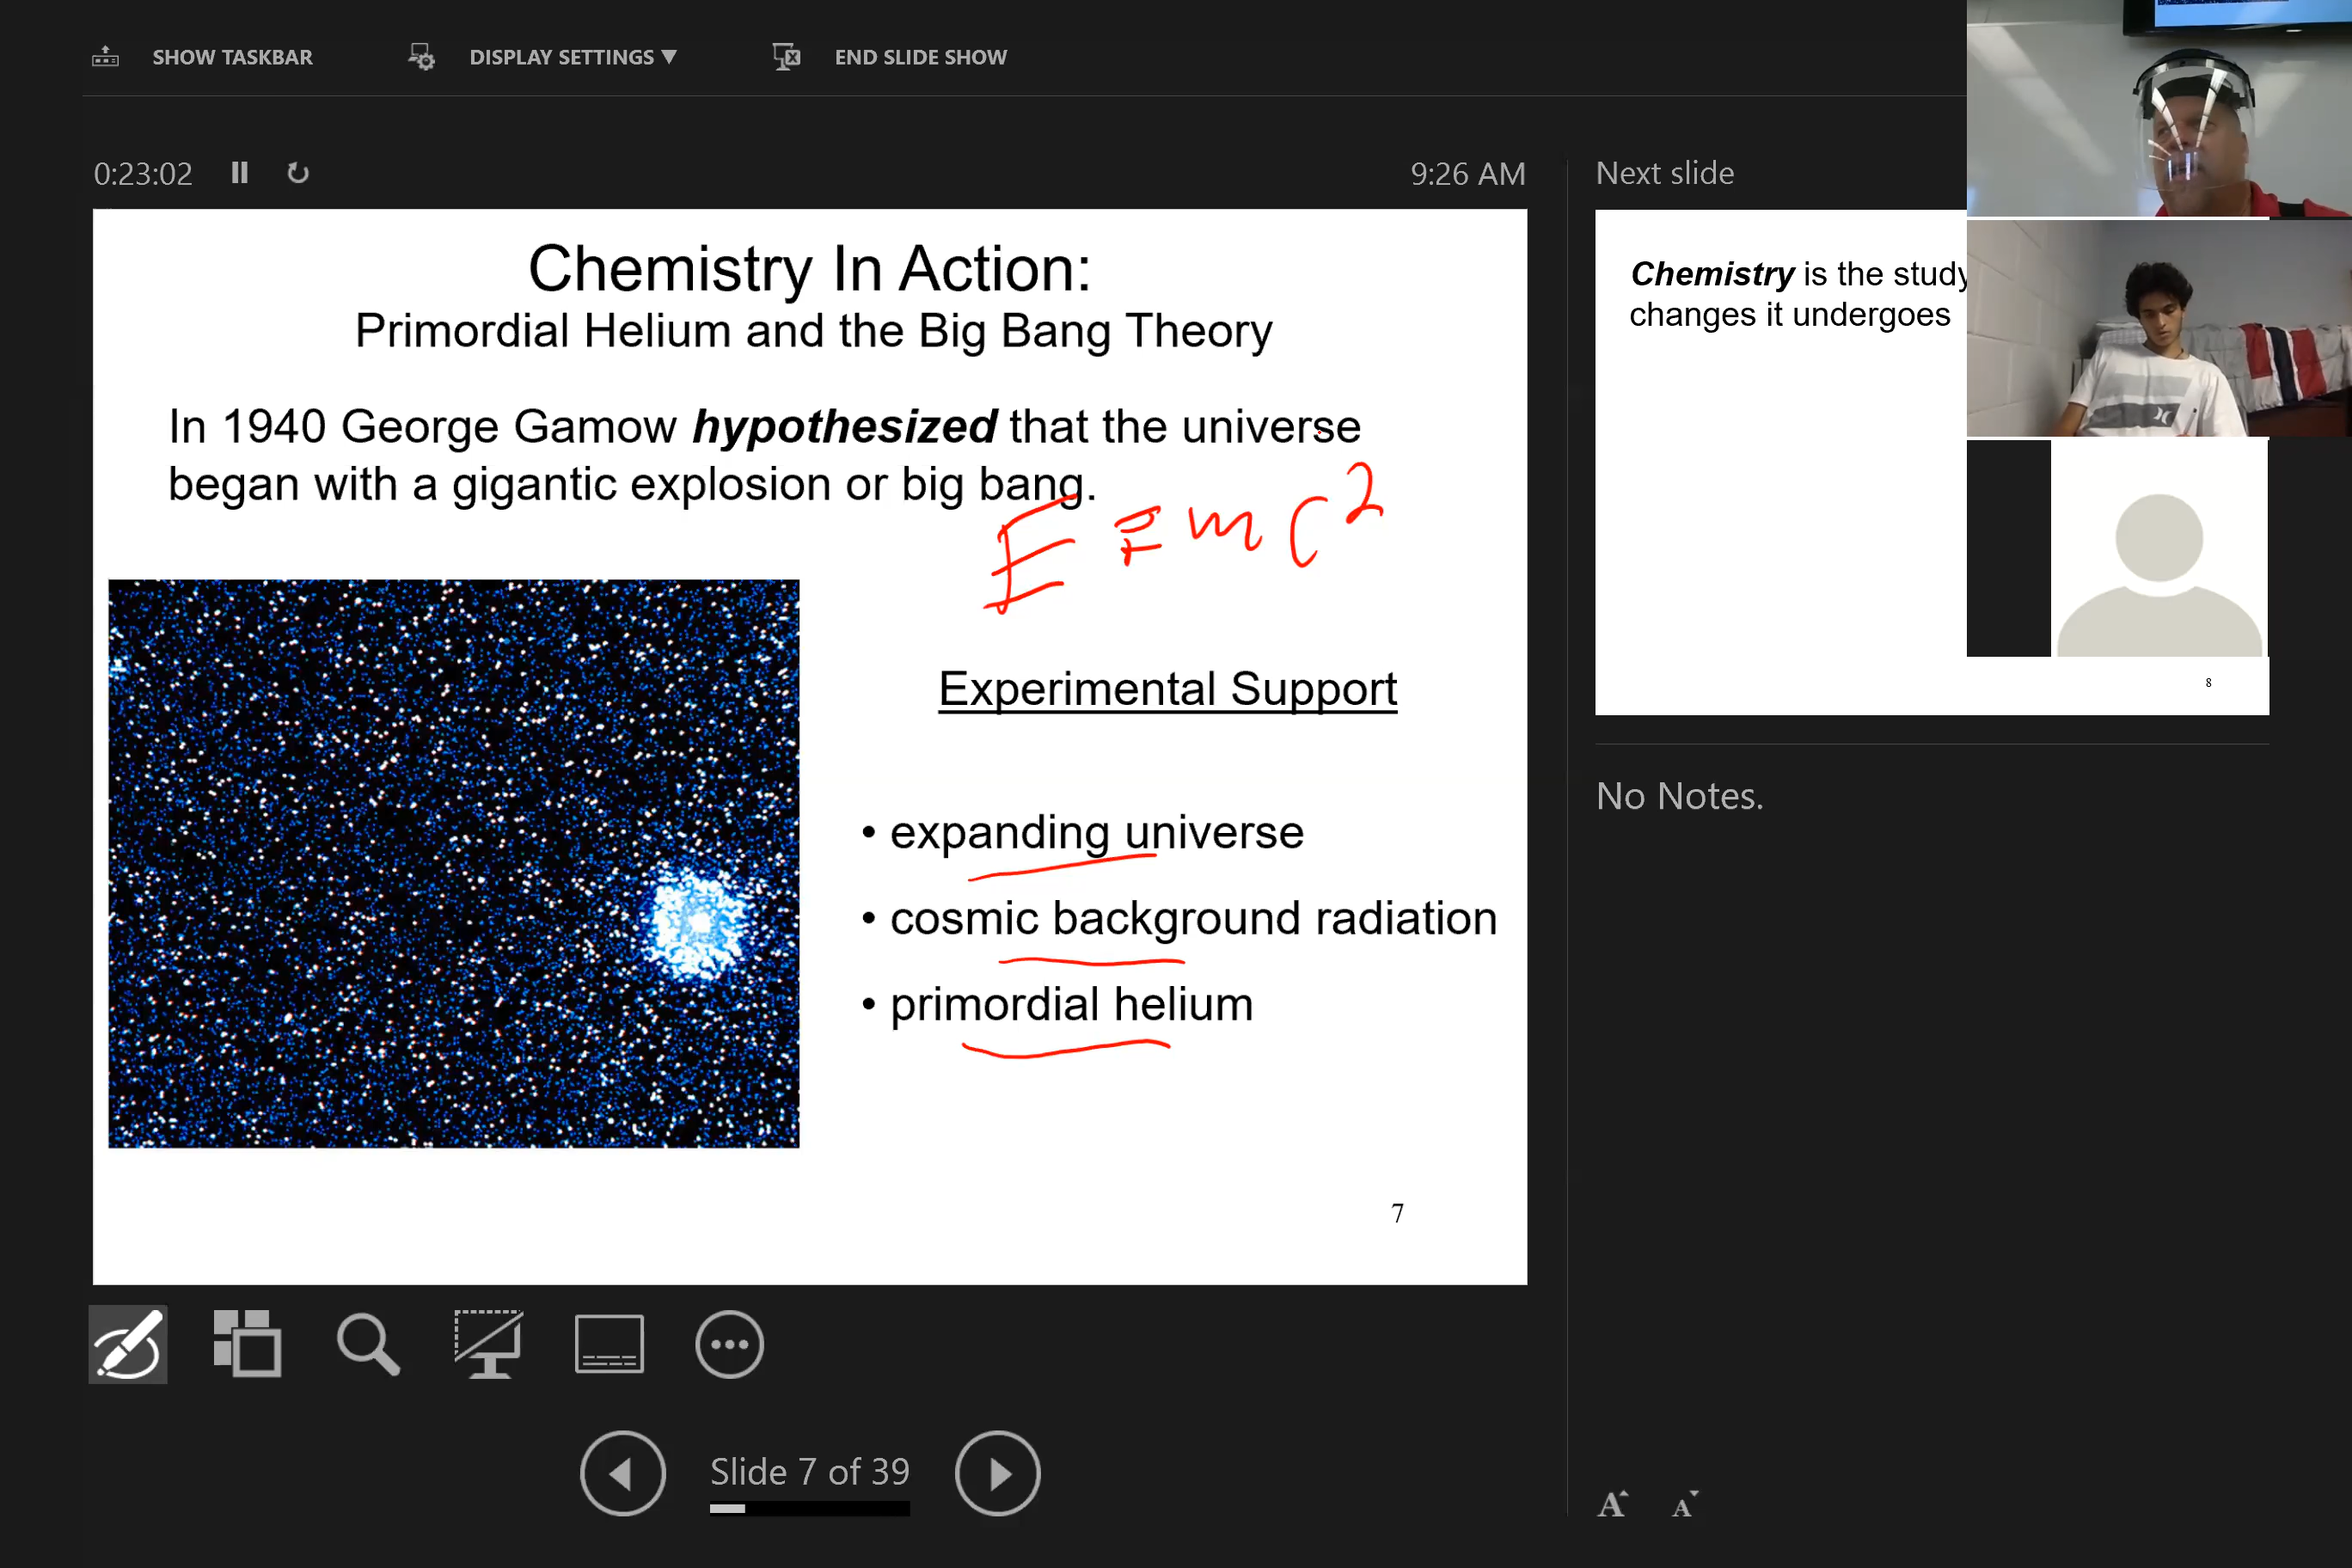 SHOW TASKBAR DISPLAY SETTINGS ▼ END SLIDE SHOW
0:23:02 9:26 AM
Chemistry In Action:
Primordial Helium and the Big Bang Theory
In 1940 George Gamow hypothesized that the universe
began with a gigantic explosion or big bang.
E = mc²
Experimental Support
• expanding universe
• cosmic background radiation
• primordial helium
7
Slide 7 of 39
Next slide
Chemistry is the study
changes it undergoes
8
No Notes.
A A